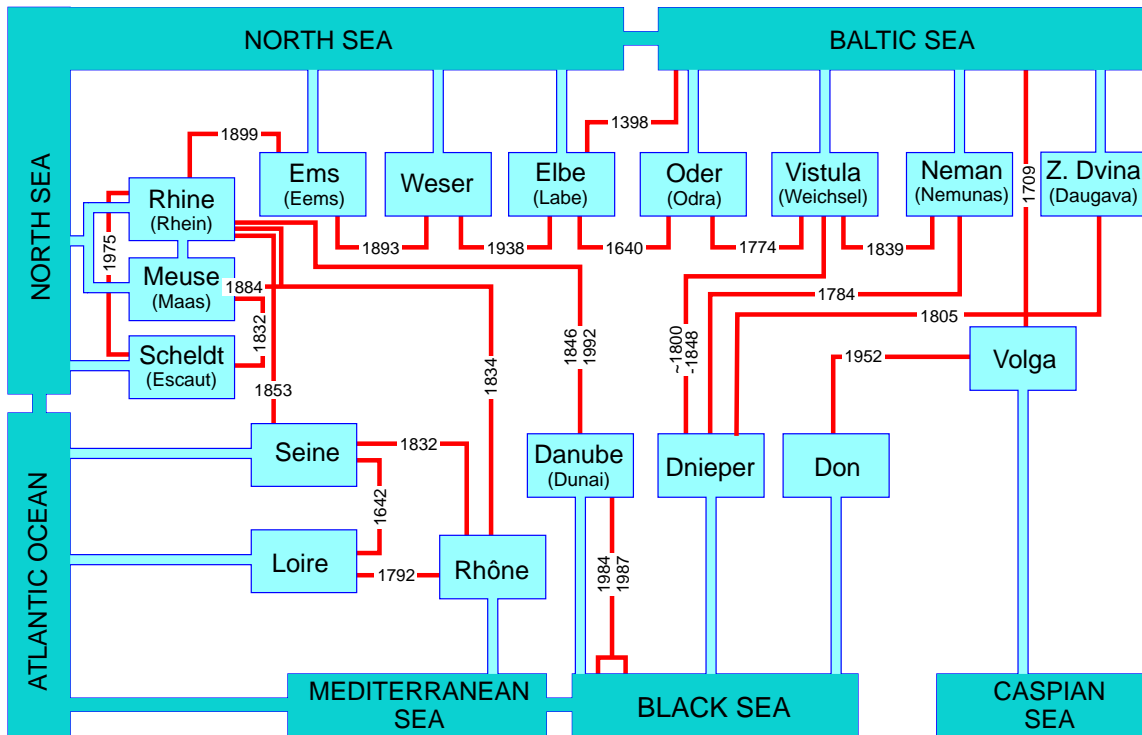 NORTH SEA
BALTIC SEA
NORTH SEA
ATLANTIC OCEAN
1899
1398
1709
Ems
(Eems)
Weser
Elbe
(Labe)
Oder
(Odra)
Vistula
(Weichsel)
Neman
(Nemunas)
Z. Dvina
(Daugava)
Rhine
(Rhein)
1975
1893
1938
1640
1774
1839
Meuse
(Maas)
1884
1784
1805
1832
Scheldt
(Escaut)
1853
1834
1846
1992
~1800
-1848
1952
Volga
Seine
1832
Danube
(Dunai)
Dnieper
Don
1642
Loire
1792
Rhône
1984
1987
MEDITERRANEAN
SEA
BLACK SEA
CASPIAN
SEA